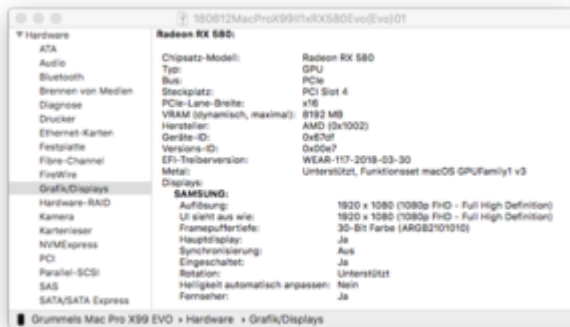 180612MacProX99II1xRX580Evo(Evo)01
Hardware
ATA
Audio
Bluetooth
Brennen von Medien
Diagnose
Drucker
Ethernet-Karten
Festplatte
Fibre-Channel
FireWire
Grafik/Displays
Hardware-RAID
Kamera
Kartenleser
NVMExpress
PCI
Parallel-SCSI
SAS
SATA/SATA Express
Radeon RX 580:
Chipsatz-Modell: Radeon RX 580
Typ: GPU
Bus: PCIe
Steckplatz: PCI Slot 4
PCIe-Lane-Breite: x16
VRAM (dynamisch, maximal): 8192 MB
Hersteller: AMD (0x1002)
Geräte-ID: 0x67df
Versions-ID: 0x00e7
EFI-Treiberversion: WEAR-117-2018-03-30
Metal: Unterstützt, Funktionsset macOS GPUFamily1 v3
Displays:
SAMSUNG:
Auflösung: 1920 x 1080 (1080p FHD - Full High Definition)
UI sieht aus wie: 1920 x 1080 (1080p FHD - Full High Definition)
Framepuffertiefe: 30-Bit Farbe (ARGB2101010)
Hauptdisplay: Ja
Synchronisierung: Aus
Eingeschaltet: Ja
Rotation: Unterstützt
Helligkeit automatisch anpassen: Nein
Fernseher: Ja
Grummels Mac Pro X99 EVO › Hardware › Grafik/Displays